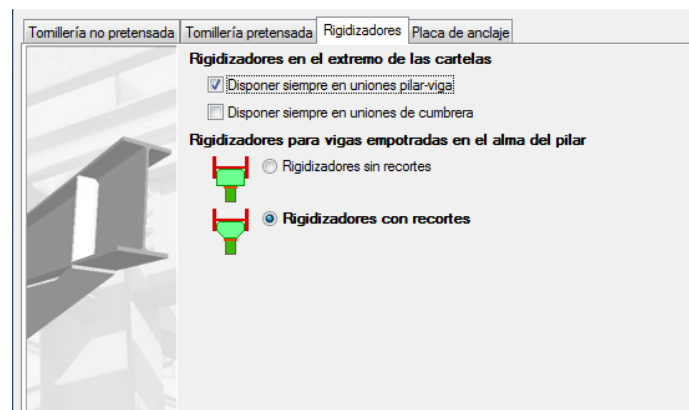 Tornillería no pretensada Tornillería pretensada Rigidizadores Placa de anclaje
Rigidizadores en el extremo de las cartelas
Disponer siempre en uniones pilar-viga
Disponer siempre en uniones de cumbrera
Rigidizadores para vigas empotradas en el alma del pilar
Rigidizadores sin recortes
Rigidizadores con recortes